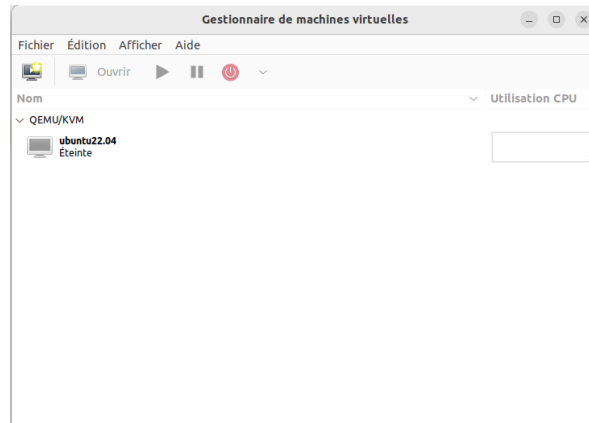 Gestionnaire de machines virtuelles
Fichier Édition Afficher Aide
Ouvrir
Nom Utilisation CPU
QEMU/KVM
ubuntu22.04
Éteinte